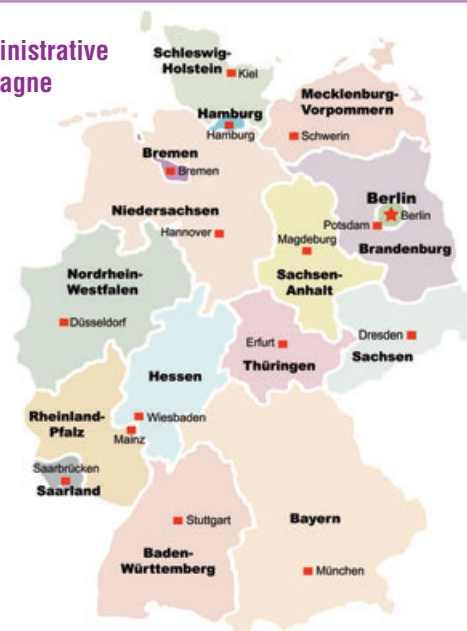 inistrative
agne
Schleswig-
Holstein
Kiel
Mecklenburg-
Vorpommern
Hamburg
Hamburg
Schwerin
Bremen
Bremen
Berlin
Berlin
Niedersachsen
Potsdam
Hannover
Magdeburg
Brandenburg
Nordrhein-
Westfalen
Sachsen-
Anhalt
Düsseldorf
Dresden
Erfurt
Sachsen
Thüringen
Hessen
Rheinland-
Pfalz
Wiesbaden
Mainz
Saarbrücken
Saarland
Stuttgart
Bayern
Baden-
Württemberg
München